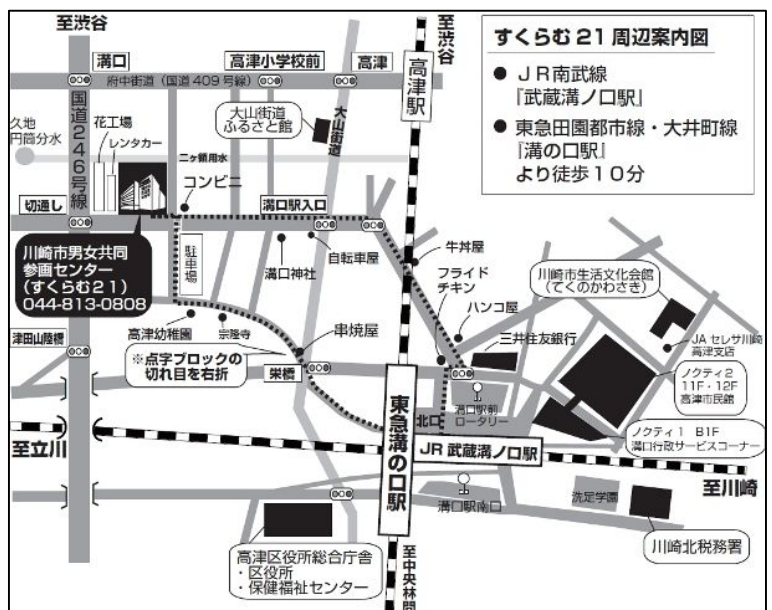 至渋谷
至渋谷
すくらむ21周辺案内図
● JR南武線
『武蔵溝ノ口駅』
● 東急田園都市線・大井町線
『溝の口駅』
より徒歩10分
溝口
高津小学校前
高津
高津駅
府中街道(国道409号線)
国道246号線
久地
円筒分水
花工場
レンタカー
大山街道
ふるさと館
大山街道
二ヶ領用水
コンビニ
切通し
溝口駅入口
川崎市男女共同
参画センター
(すくらむ21)
044-813-0808
駐車場
溝口神社
自転車屋
牛丼屋
フライド
チキン
ハンコ屋
三井住友銀行
川崎市生活文化会館
(てくのかわさき)
JAセレサ川崎
高津支店
津田山陸橋
高津幼稚園
宗隆寺
串焼屋
※点字ブロックの
切れ目を右折
栄橋
ノクティ2
11F・12F
高津市民館
溝口駅前
ロータリー
北口
東急溝の口駅
JR武蔵溝ノ口駅
ノクティ1 B1F
溝口行政サービスコーナー
至立川
至川崎
溝口駅南口
洗足学園
川崎北税務署
高津区役所総合庁舎
・区役所
・保健福祉センター
至中央林間